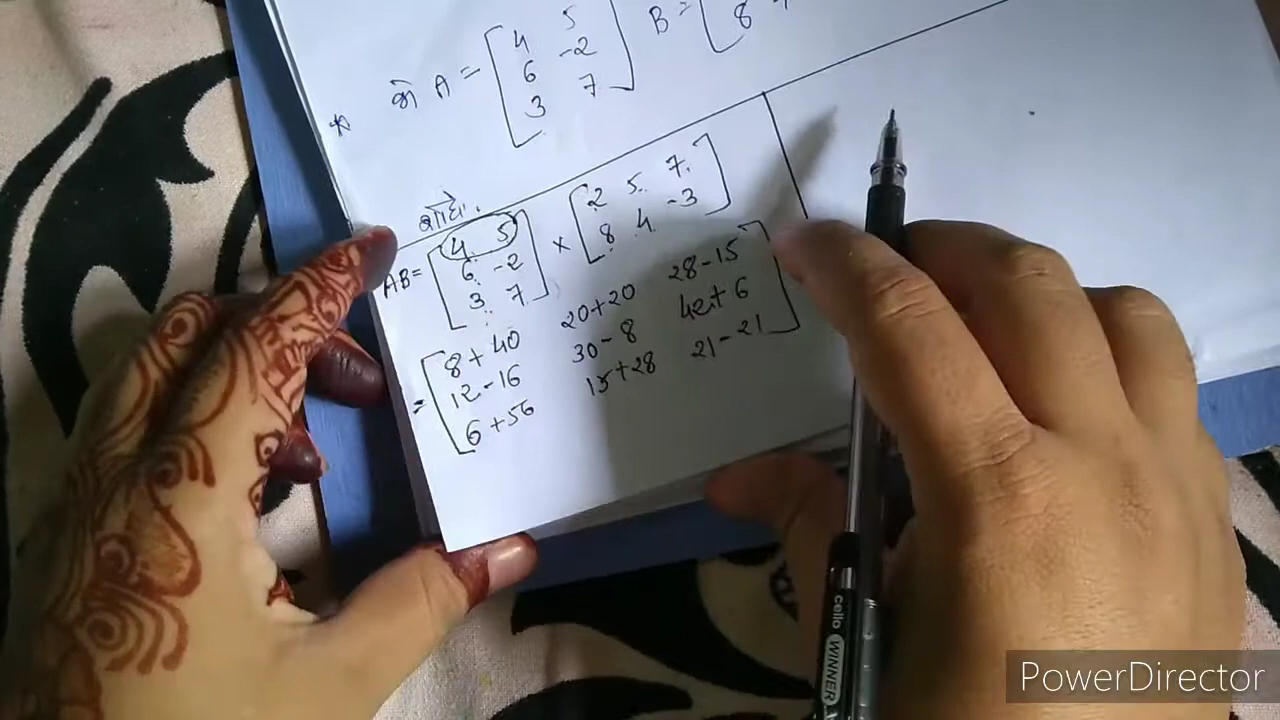 * જો A = [ 4 5
6 -2
3 7 ] B = [
8
AB = [ 4 5
6 -2
3 7 ] × [ 2 5 7
8 4 -3 ]
= [ 8 + 40 20+20 28-15
12-16 30-8 42+6
6+56 15+28 21-21 ]
cello
WINNER
PowerDirector